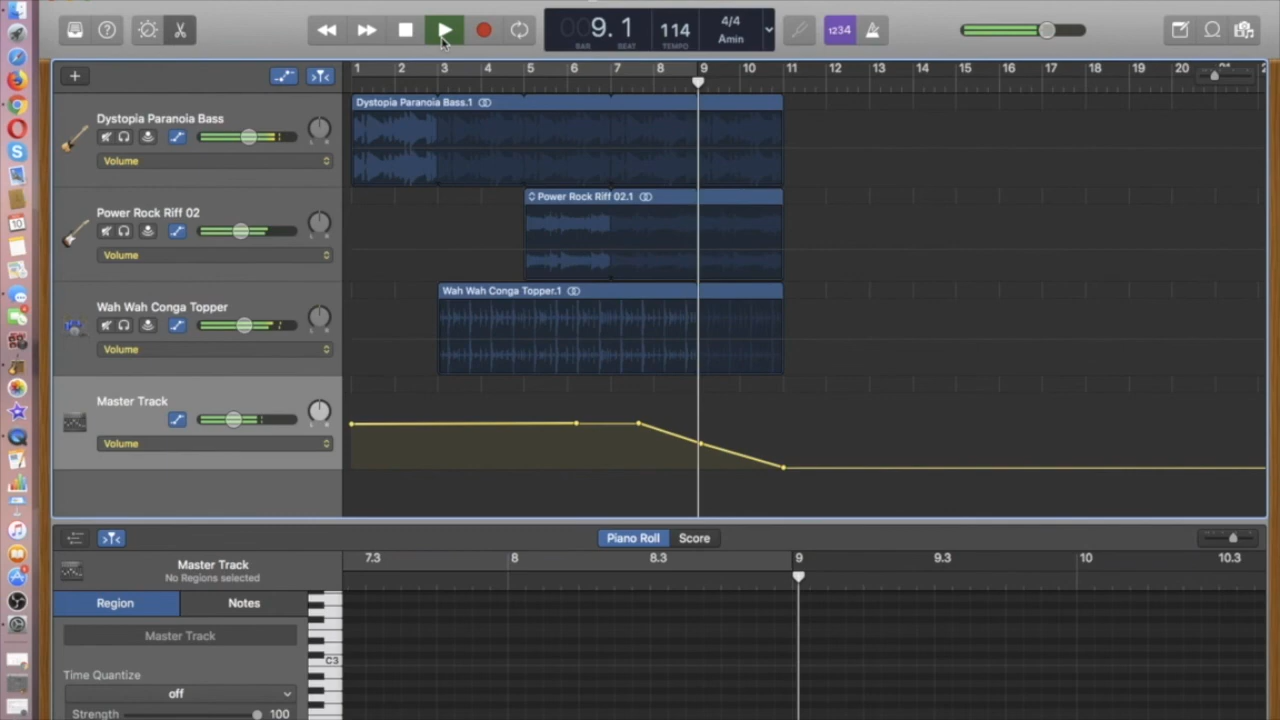 009.1 114 4/4
BAR BEAT TEMPO Amin
1234
1 2 3 4 5 6 7 8 9 10 11 12 13 14 15 16 17 18 19 20
Dystopia Paranoia Bass.1
Dystopia Paranoia Bass
L R
Volume
Power Rock Riff 02.1
Power Rock Riff 02
L R
Volume
Wah Wah Conga Topper.1
Wah Wah Conga Topper
L R
Volume
Master Track
L R
Volume
Piano Roll Score
7.3 8 8.3 9 9.3 10 10.3
Master Track
No Regions selected
Region Notes
Master Track
C3
Time Quantize
off
Strength 100